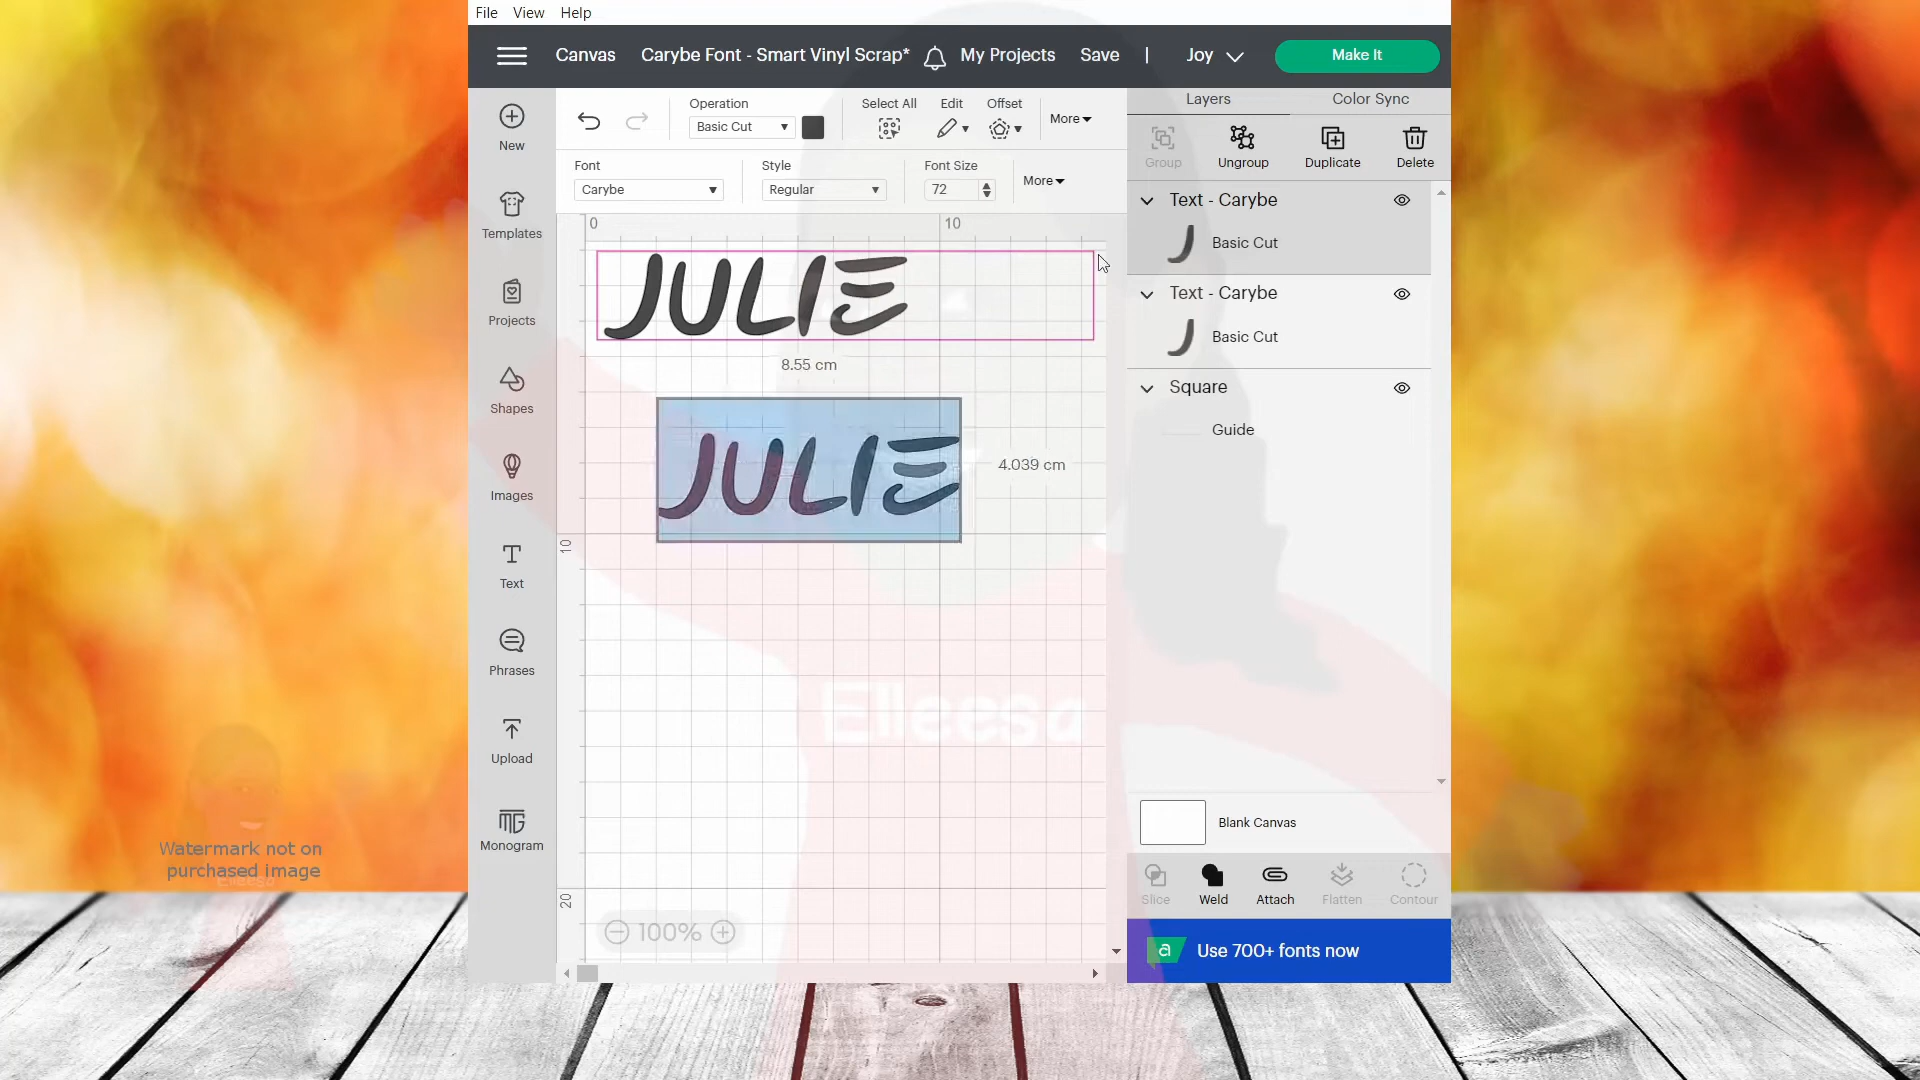 File View Help
Canvas Carybe Font - Smart Vinyl Scrap* My Projects Save | Joy Make It
Operation
Basic Cut
Select All Edit Offset
More
Layers Color Sync
Group Ungroup Duplicate Delete
Font
Carybe
Style
Regular
Font Size
72
More
New
Templates
Projects
Shapes
Images
Text
Phrases
Upload
Monogram
0 10
10
20
JULIE
8.55 cm
JULIE
4.039 cm
Elleesa
100%
Text - Carybe
Basic Cut
Text - Carybe
Basic Cut
Square
Guide
Blank Canvas
Slice Weld Attach Flatten Contour
a Use 700+ fonts now
Watermark not on
purchased image
Elleesa